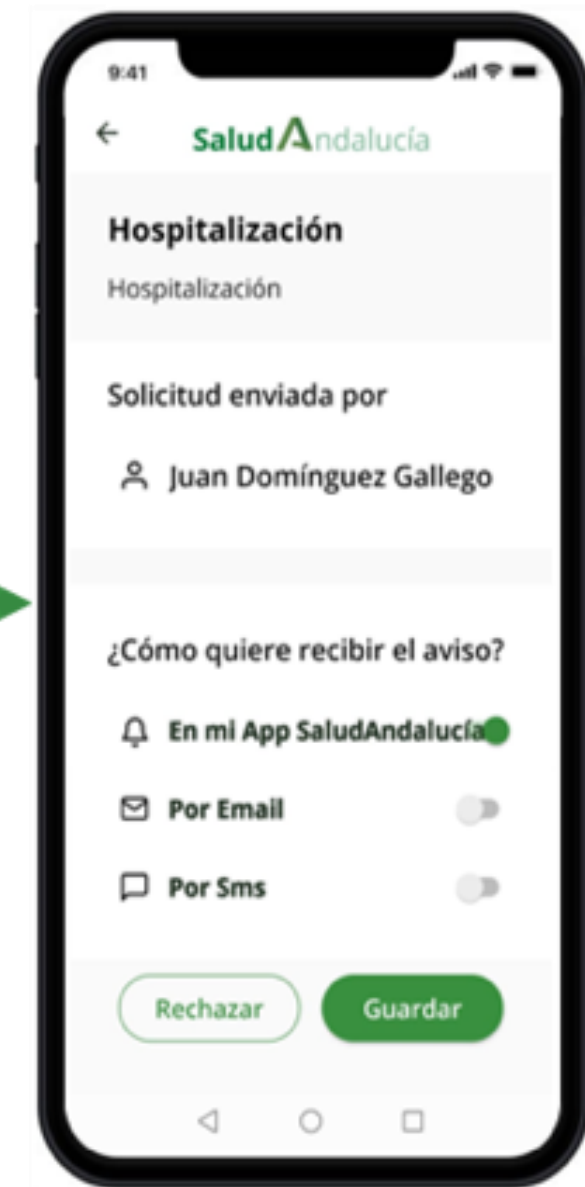 9:41
SaludAndalucía
Hospitalización
Hospitalización
Solicitud enviada por
Juan Domínguez Gallego
¿Cómo quiere recibir el aviso?
En mi App SaludAndalucía
Por Email
Por Sms
Rechazar
Guardar